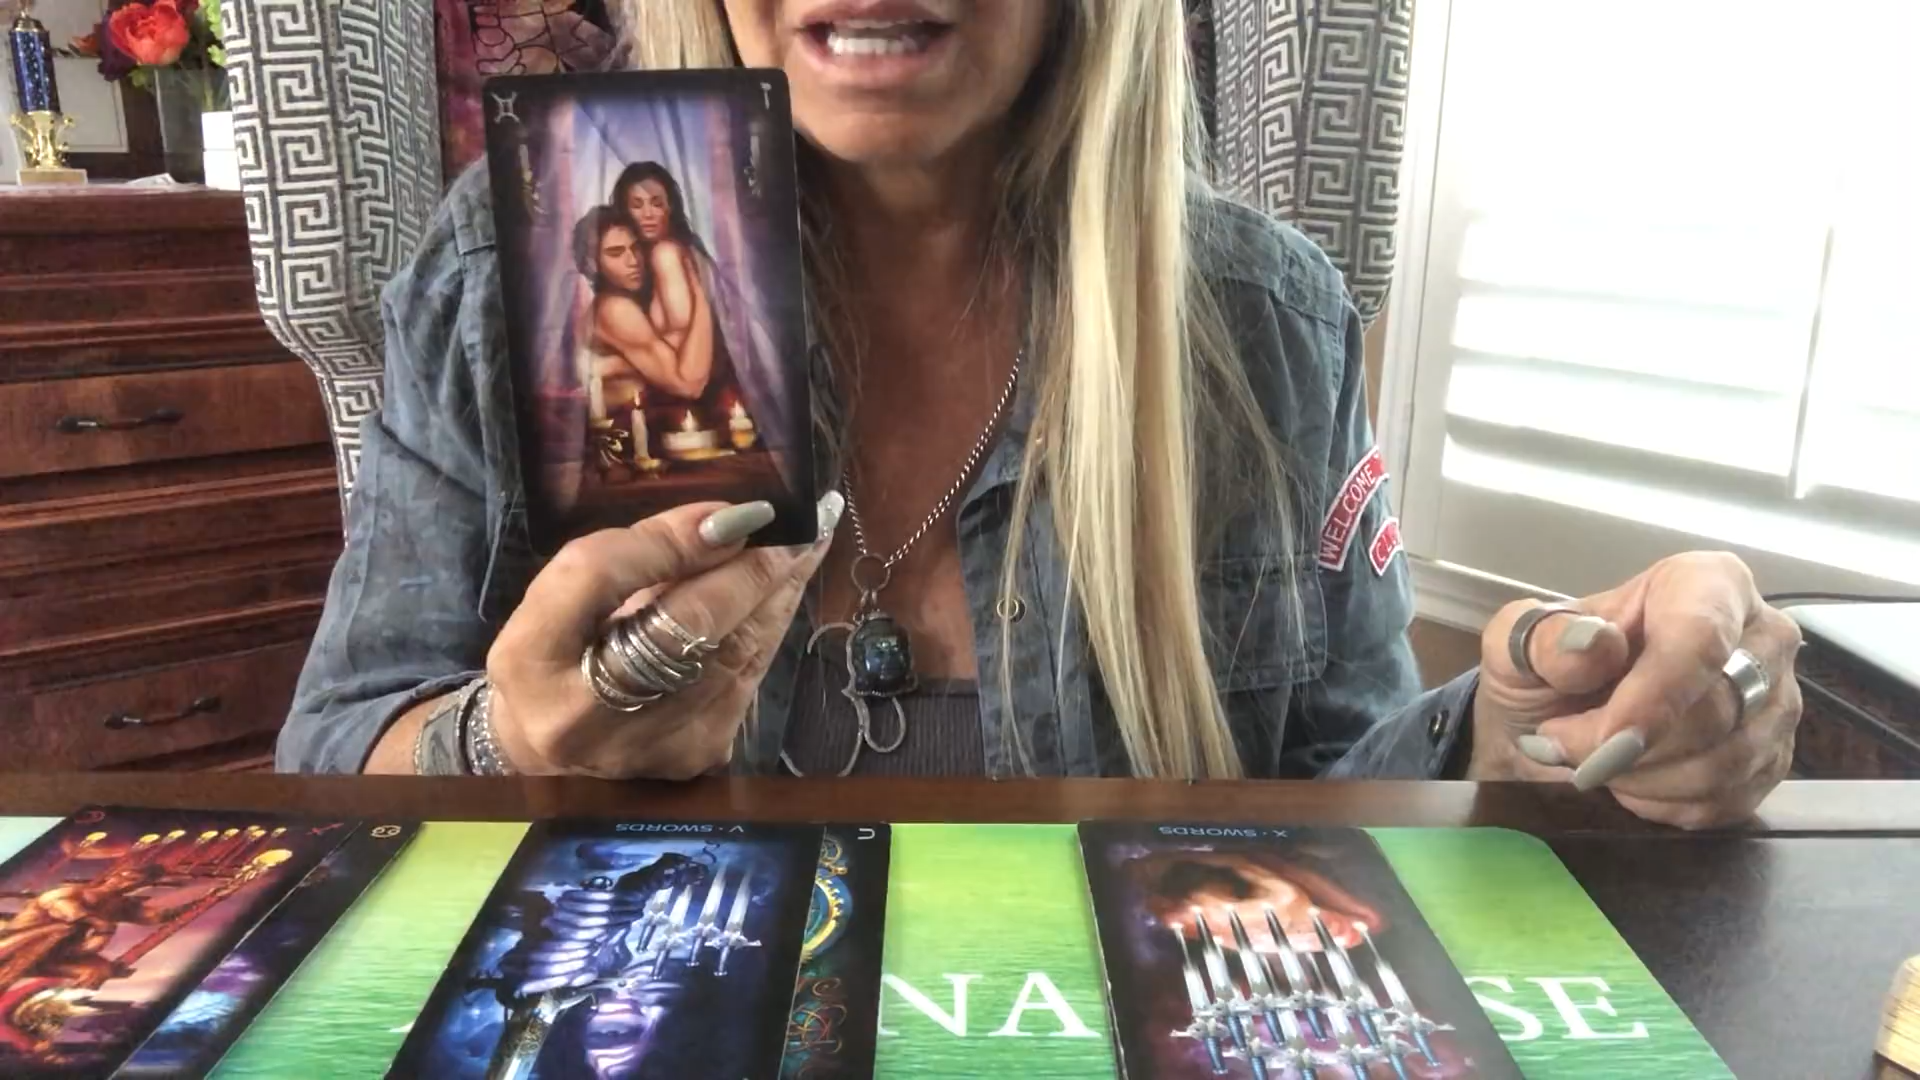 WELCOME
V · SWORDS
X · SWORDS
NA
SE